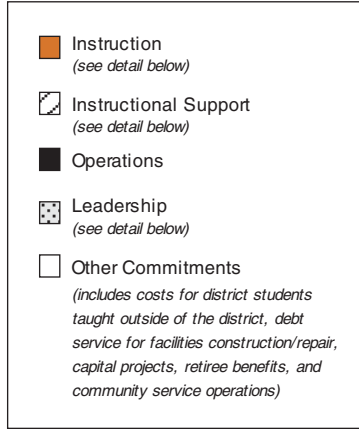 Instruction
(see detail below)
Instructional Support
(see detail below)
Operations
Leadership
(see detail below)
Other Commitments
(includes costs for district students
taught outside of the district, debt
service for facilities construction/repair,
capital projects, retiree benefits, and
community service operations)